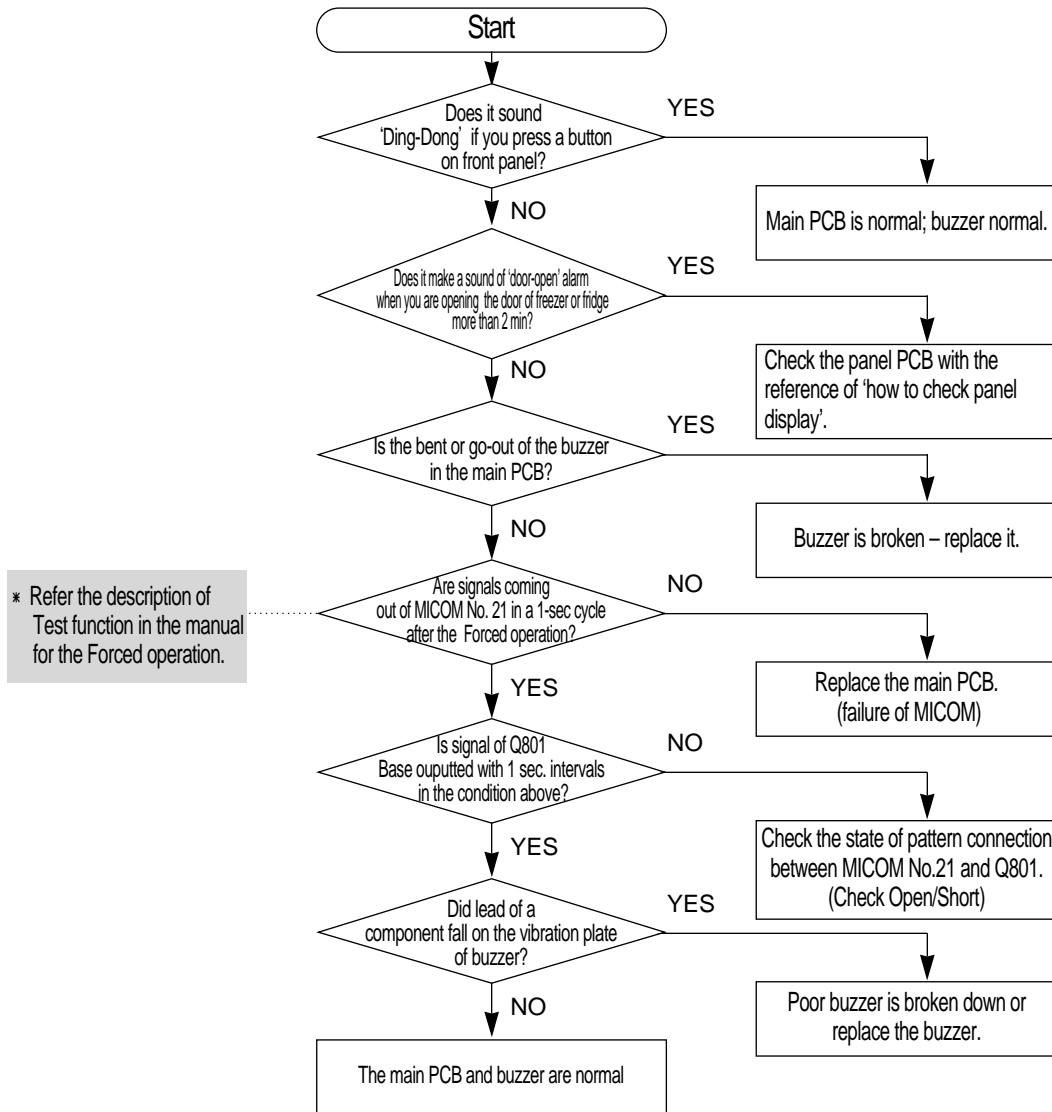 Start
Does it sound
‘Ding-Dong’ if you press a button
on front panel?
YES
Main PCB is normal; buzzer normal.
NO
Does it make a sound of ‘door-open’ alarm
when you are opening the door of freezer or fridge
more than 2 min?
YES
Check the panel PCB with the
reference of ‘how to check panel
display’.
NO
Is the bent or go-out of the buzzer
in the main PCB?
YES
Buzzer is broken – replace it.
NO
* Refer the description of
Test function in the manual
for the Forced operation.
Are signals coming
out of MICOM No. 21 in a 1-sec cycle
after the Forced operation?
NO
Replace the main PCB.
(failure of MICOM)
YES
Is signal of Q801
Base ouputted with 1 sec. intervals
in the condition above?
NO
Check the state of pattern connection
between MICOM No.21 and Q801.
(Check Open/Short)
YES
Did lead of a
component fall on the vibration plate
of buzzer?
YES
Poor buzzer is broken down or
replace the buzzer.
NO
The main PCB and buzzer are normal